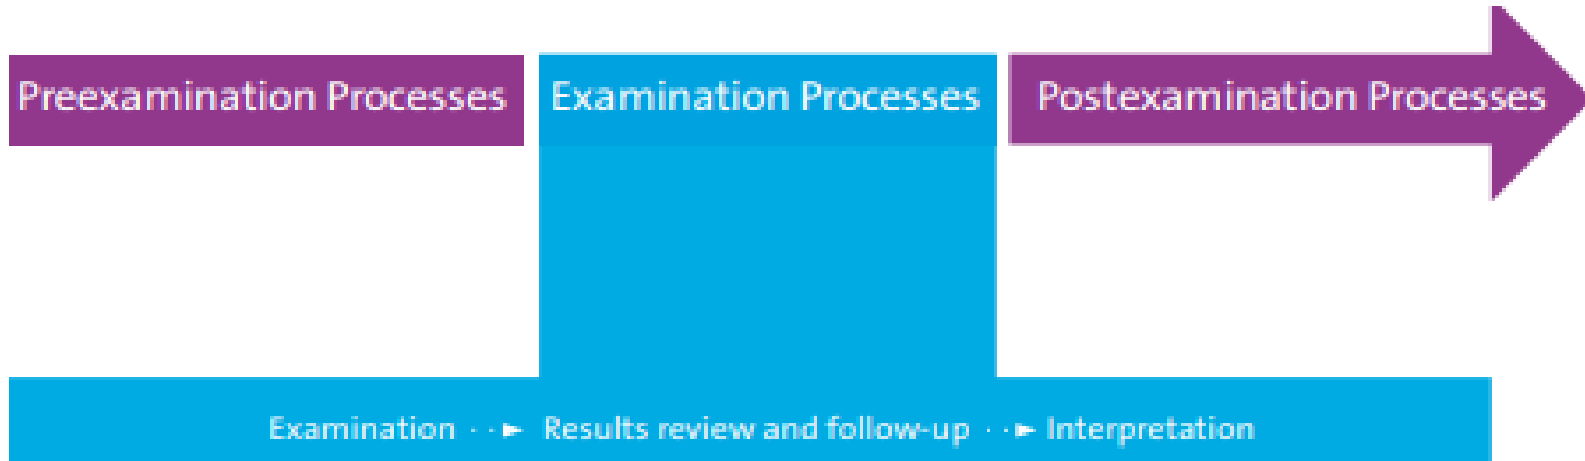 Preexamination Processes
Examination Processes
Postexamination Processes
Examination ··► Results review and follow-up ··► Interpretation